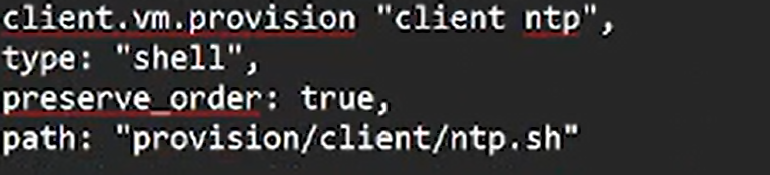 client.vm.provision "client ntp",
type: "shell",
preserve_order: true,
path: "provision/client/ntp.sh"